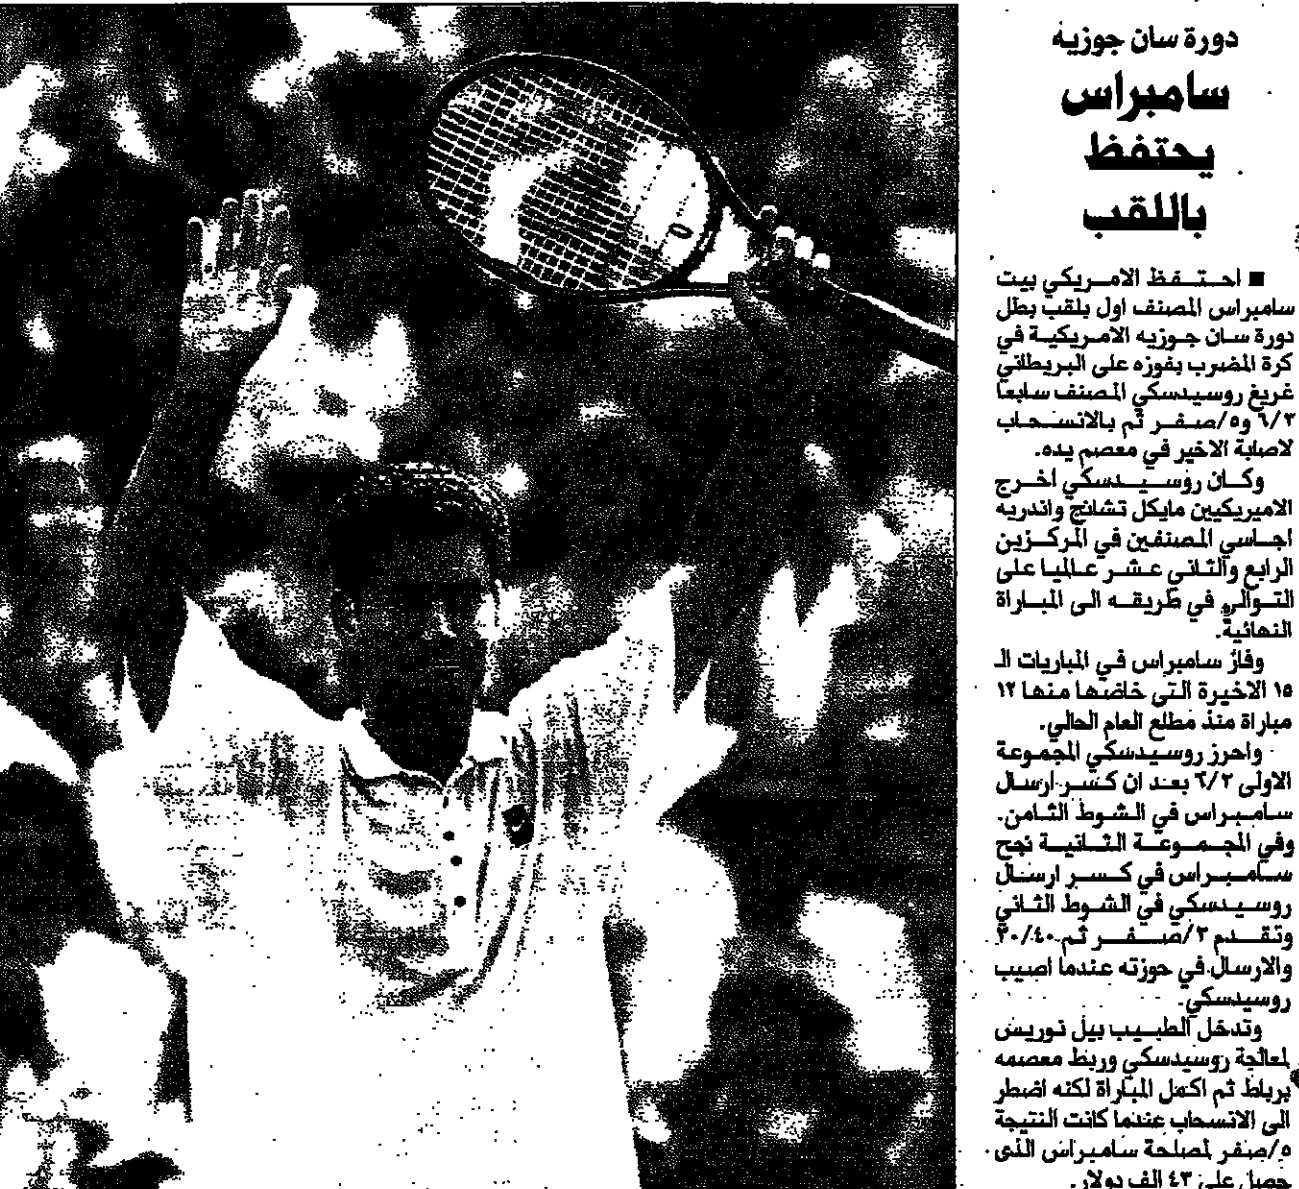 دورة سان جوزيه
سامبراس
يحتفظ
باللقب
■ احتفظ الامريكي بيت
سامبراس المصنف اول بلقب بطل
دورة سان جوزيه الامريكية في
كرة المضرب بفوزه على البريطاني
غريغ روسيدسكي المصنف سابعا
٦/٣ و٥/صفر ثم بالانسحاب
لاصابة الاخير في معصم يده.
وكان روسيدسكي اخرج
الاميريكيين مايكل تشانج واندريه
اجاسي المصنفين في المركزين
الرابع والثاني عشر عالميا على
التوالي في طريقه الى المباراة
النهائية.
وفاز سامبراس في المباريات الـ
١٥ الاخيرة التي خاضها منها ١٢
مباراة منذ مطلع العام الحالي.
واحرز روسيدسكي المجموعة
الاولى ٦/٣ بعد ان كسر ارسال
سامبراس في الشوط الثامن.
وفي المجموعة الثانية نجح
سامبراس في كسر ارسال
روسيدسكي في الشوط الثاني
وتقدم ٣/صفر ثم ٣٠/٤٠
والارسال في حوزته عندما اصيب
روسيدسكي.
وتدخل الطبيب بيل نوريس
لمعالجة روسيدسكي وربط معصمه
برباط ثم اكمل المباراة لكنه اضطر
الى الانسحاب عندما كانت النتيجة
٥/صفر لمصلحة سامبراس الذي
حصل على ٤٣ الف دولار.